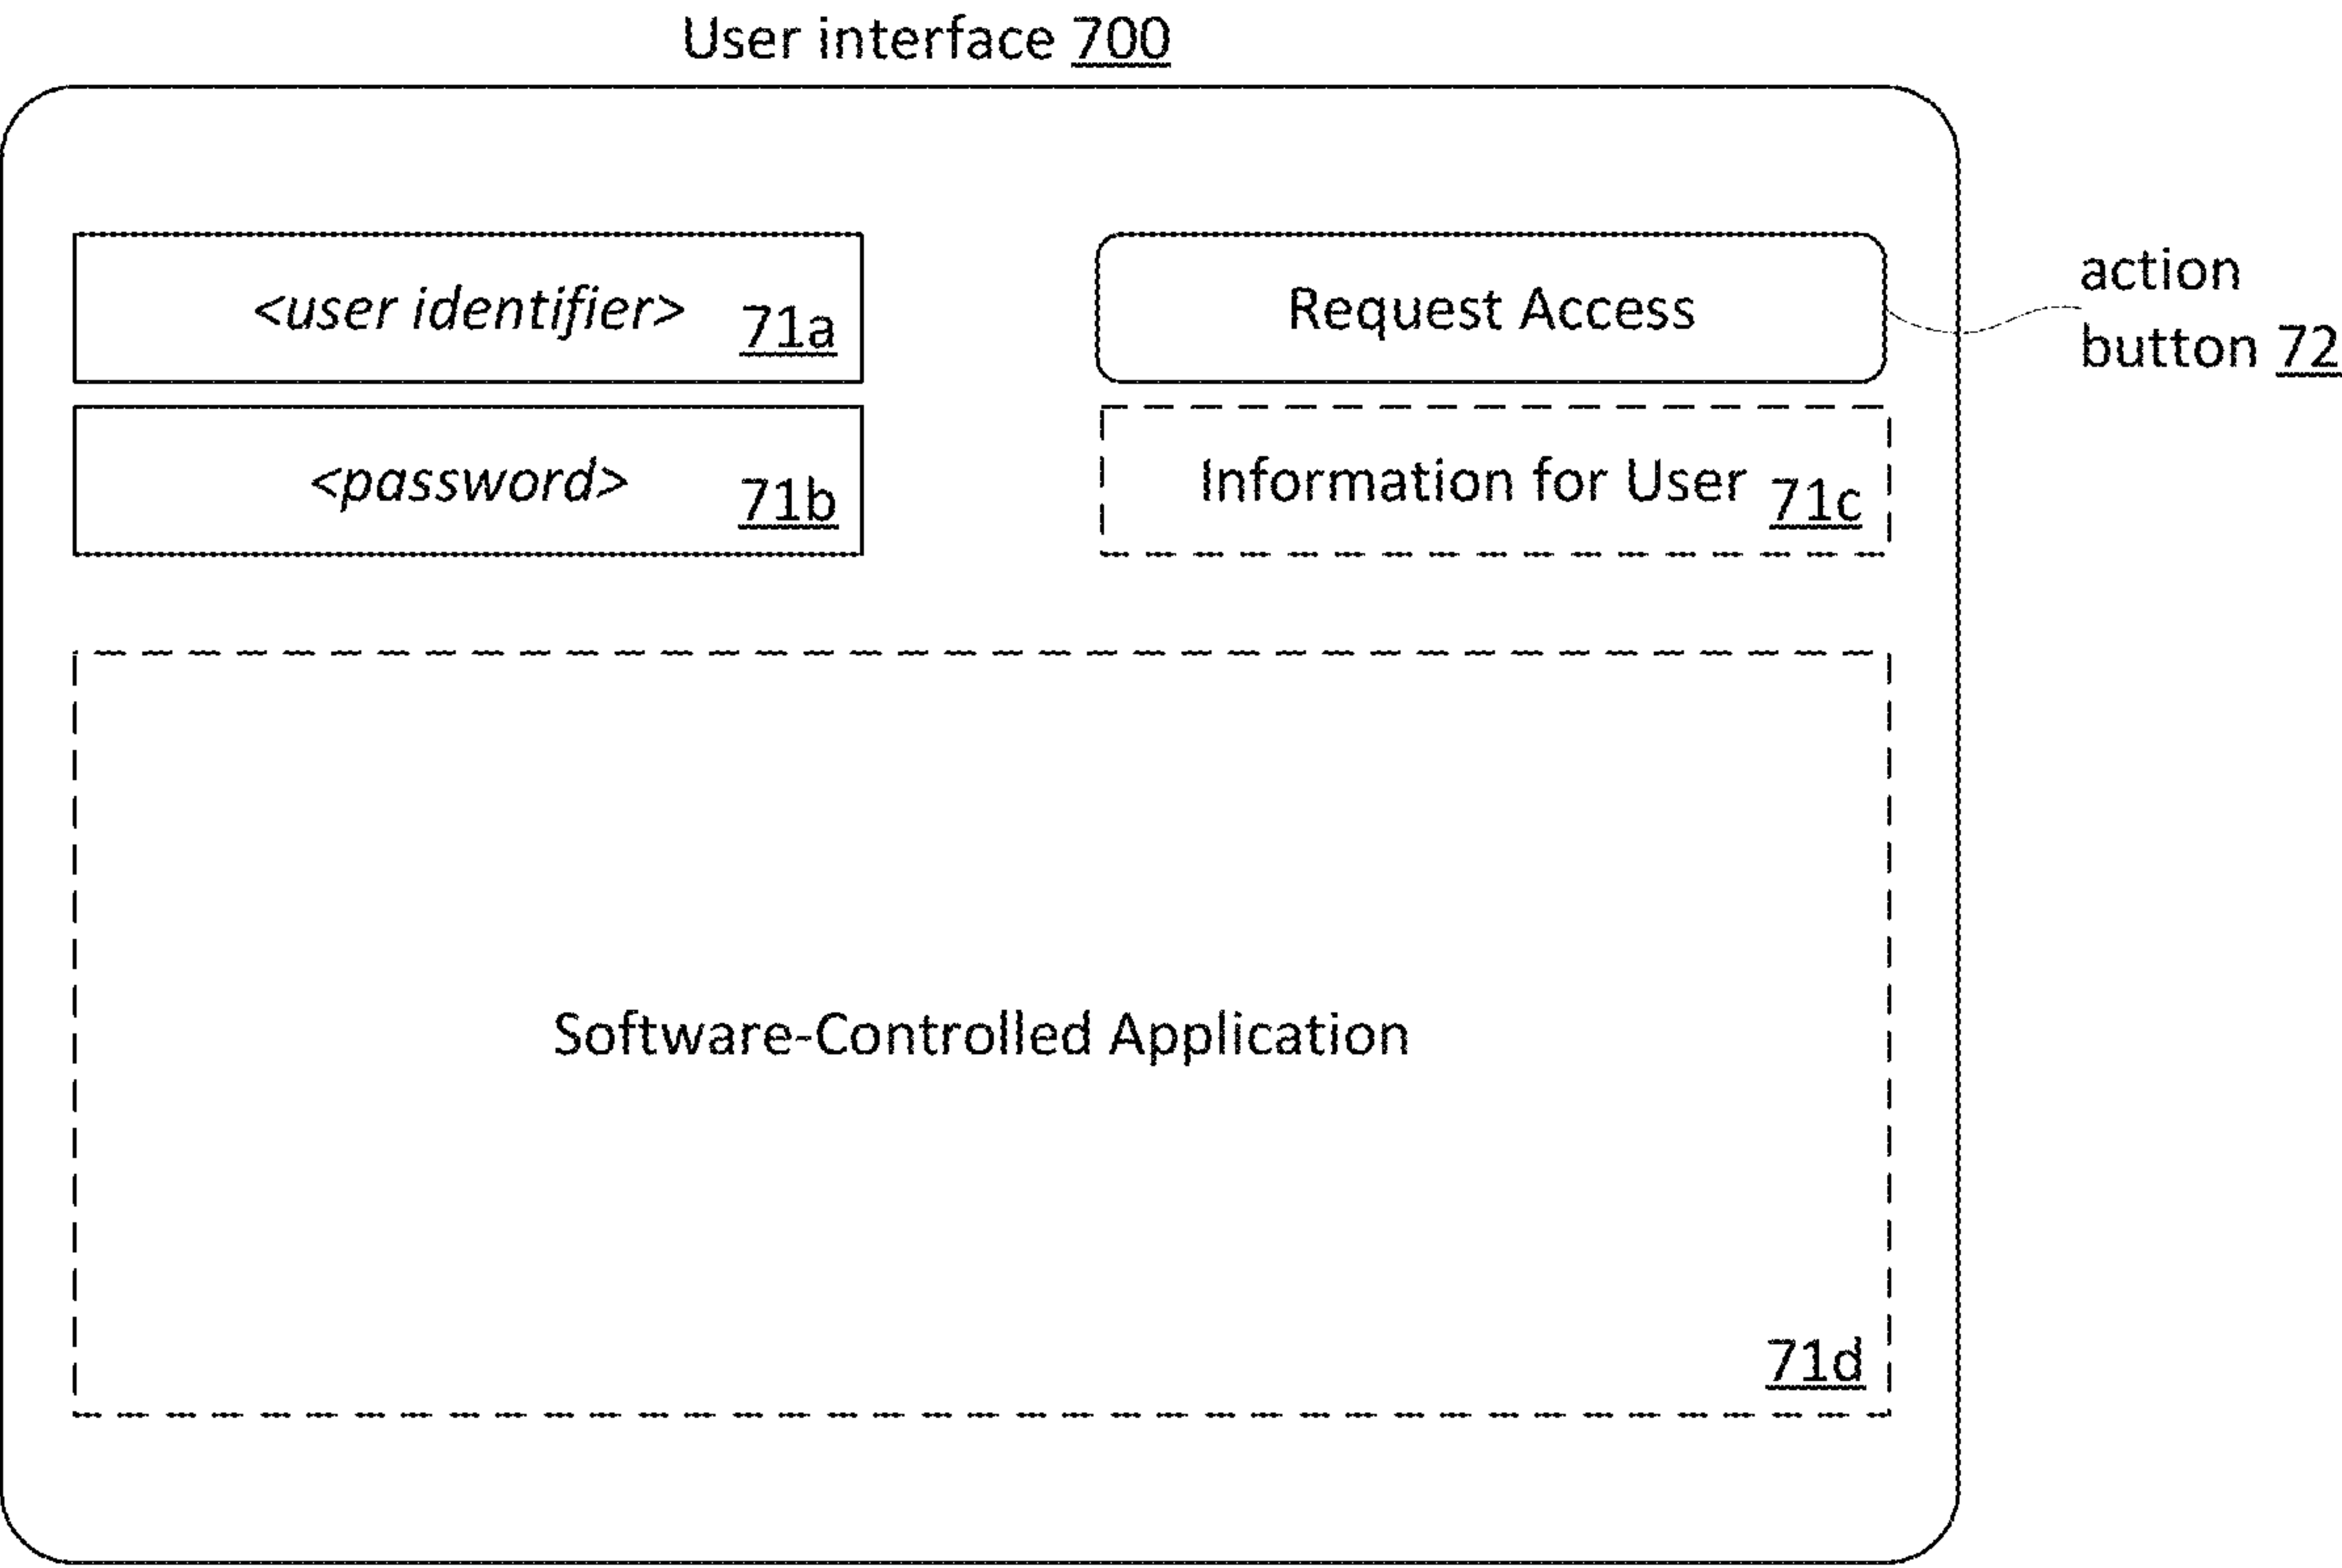 User interface 700
<user identifier> 71a
Request Access
action
button 72
<password> 71b
Information for User 71c
Software-Controlled Application
71d